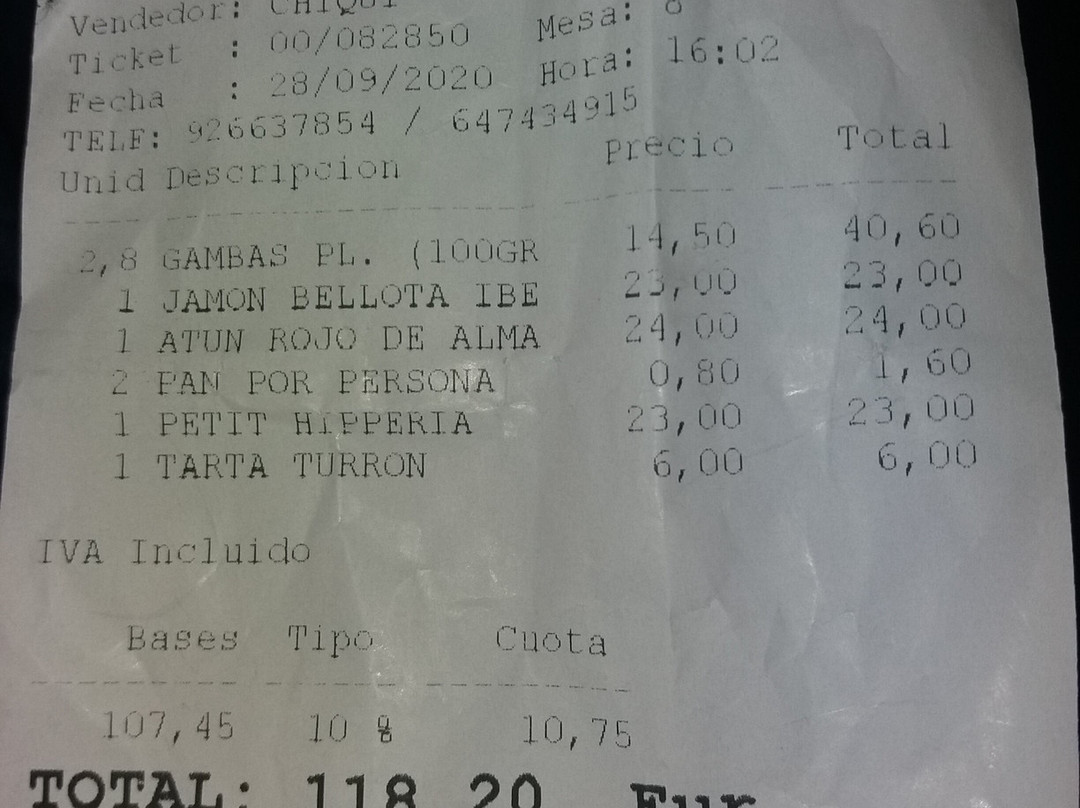 Vendedor: CHIQUI Mesa: 8
Ticket : 00/082850 Hora: 16:02
Fecha : 28/09/2020
TELF: 926637854 / 647434915
Unid Descripcion Precio Total
2,8 GAMBAS PL. (100GR 14,50 40,60
1 JAMON BELLOTA IBE 23,00 23,00
1 ATUN ROJO DE ALMA 24,00 24,00
2 PAN POR PERSONA 0,80 1,60
1 PETIT HIPPERIA 23,00 23,00
1 TARTA TURRON 6,00 6,00
IVA Incluido
Bases Tipo Cuota
107,45 10 % 10,75
TOTAL: 118,20 Eur